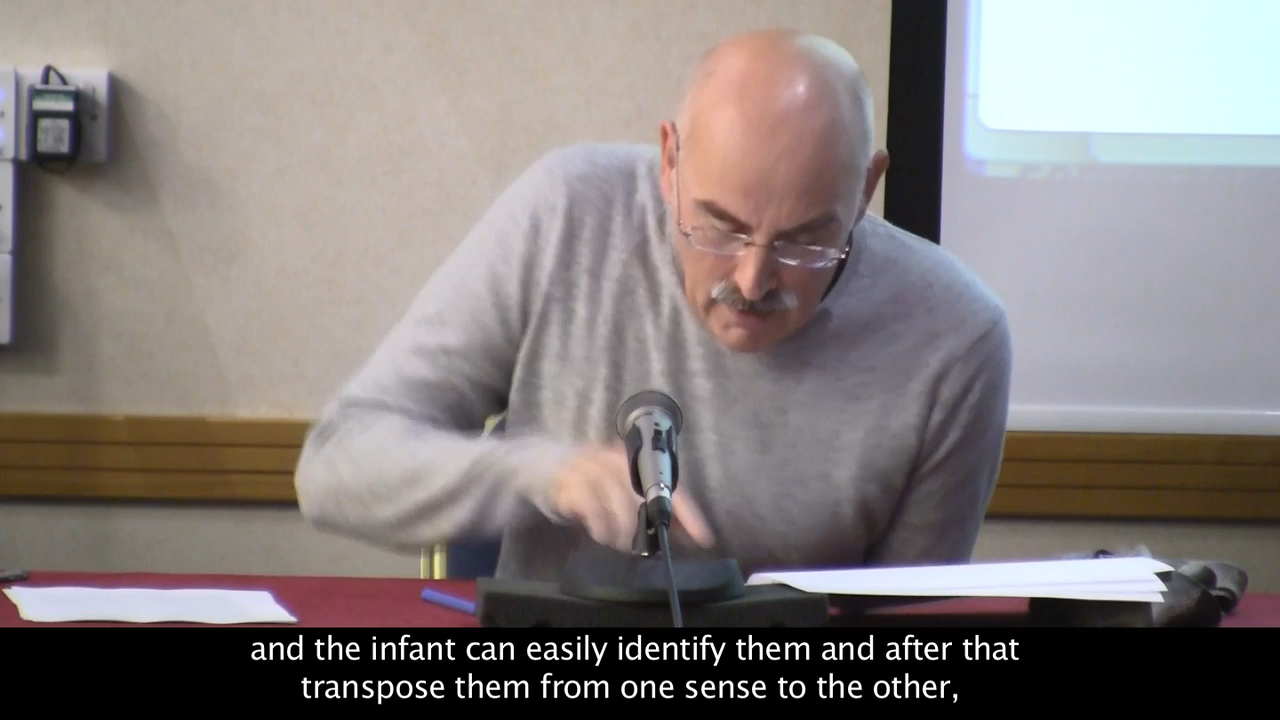 and the infant can easily identify them and after that
transpose them from one sense to the other,